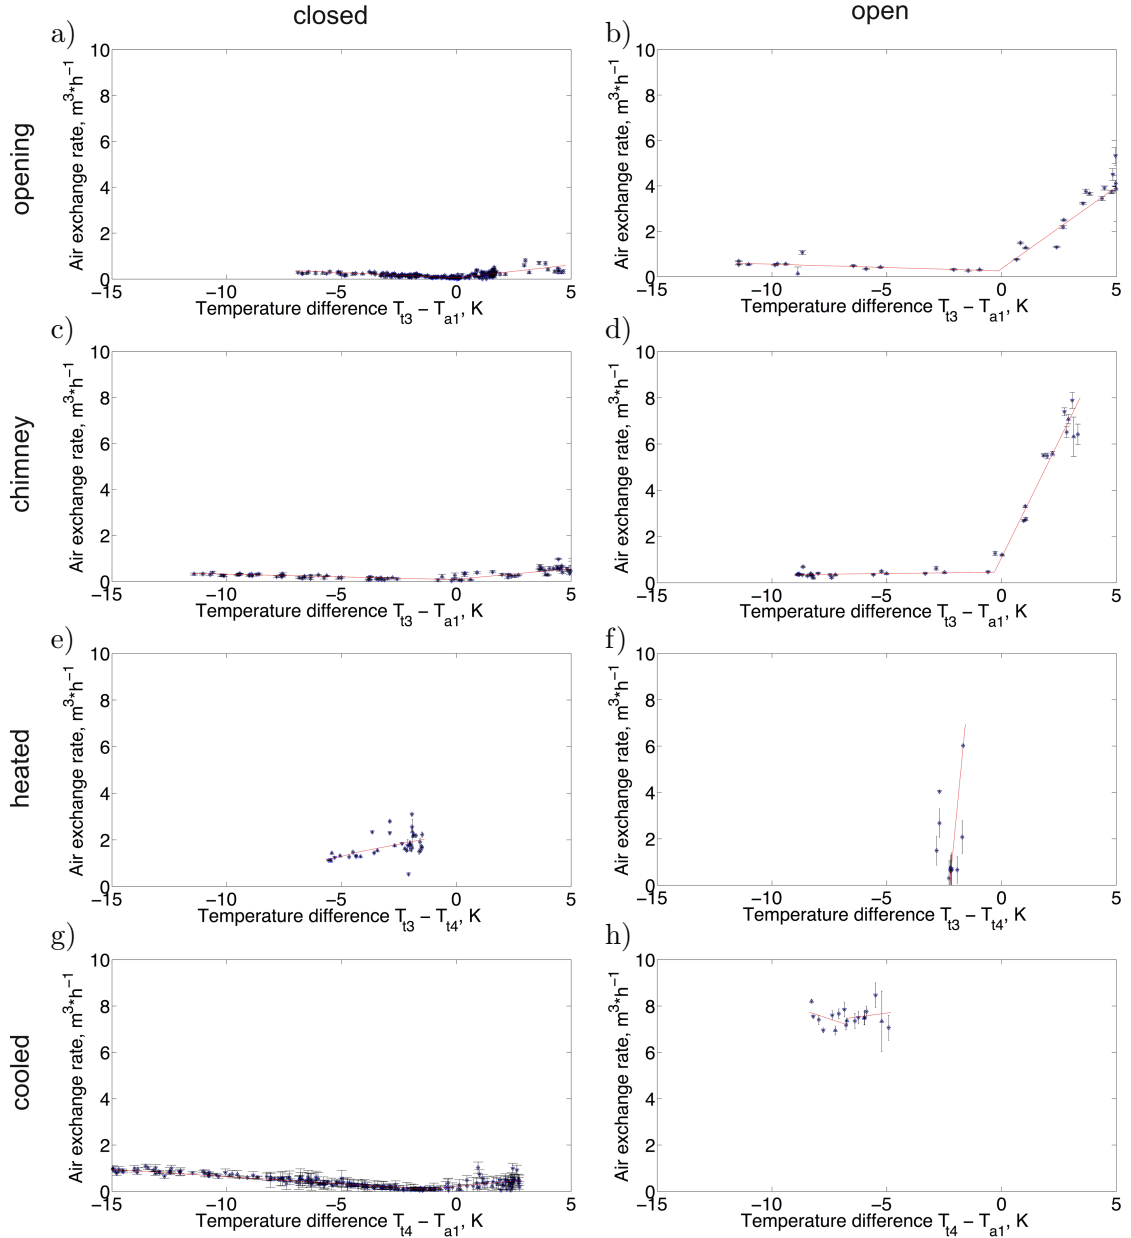 closed
open
opening
chimney
heated
cooled
a)
10
8
6
4
2
0
−15
−10
−5
0
5
Air exchange rate, m3*h−1
Temperature difference Tt3 − Ta1, K
b)
10
8
6
4
2
0
−15
−10
−5
0
5
Air exchange rate, m3*h−1
Temperature difference Tt3 − Ta1, K
c)
10
8
6
4
2
0
−15
−10
−5
0
5
Air exchange rate, m3*h−1
Temperature difference Tt3 − Ta1, K
d)
10
8
6
4
2
0
−15
−10
−5
0
5
Air exchange rate, m3*h−1
Temperature difference Tt3 − Ta1, K
e)
10
8
6
4
2
0
−15
−10
−5
0
5
Air exchange rate, m3*h−1
Temperature difference Tt3 − Tt4, K
f)
10
8
6
4
2
0
−15
−10
−5
0
5
Air exchange rate, m3*h−1
Temperature difference Tt3 − Tt4, K
g)
10
8
6
4
2
0
−15
−10
−5
0
5
Air exchange rate, m3*h−1
Temperature difference Tt4 − Ta1, K
h)
10
8
6
4
2
0
−15
−10
−5
0
5
Air exchange rate, m3*h−1
Temperature difference Tt4 − Ta1, K